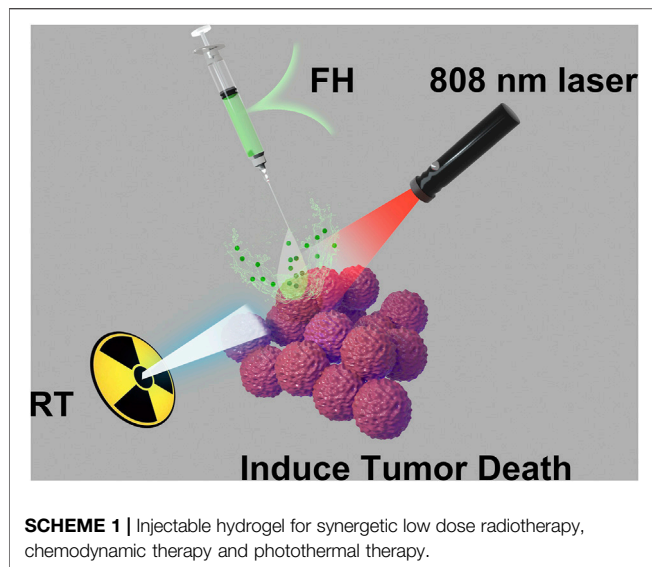 FH
808 nm laser
RT
Induce Tumor Death
SCHEME 1 | Injectable hydrogel for synergetic low dose radiotherapy,
chemodynamic therapy and photothermal therapy.